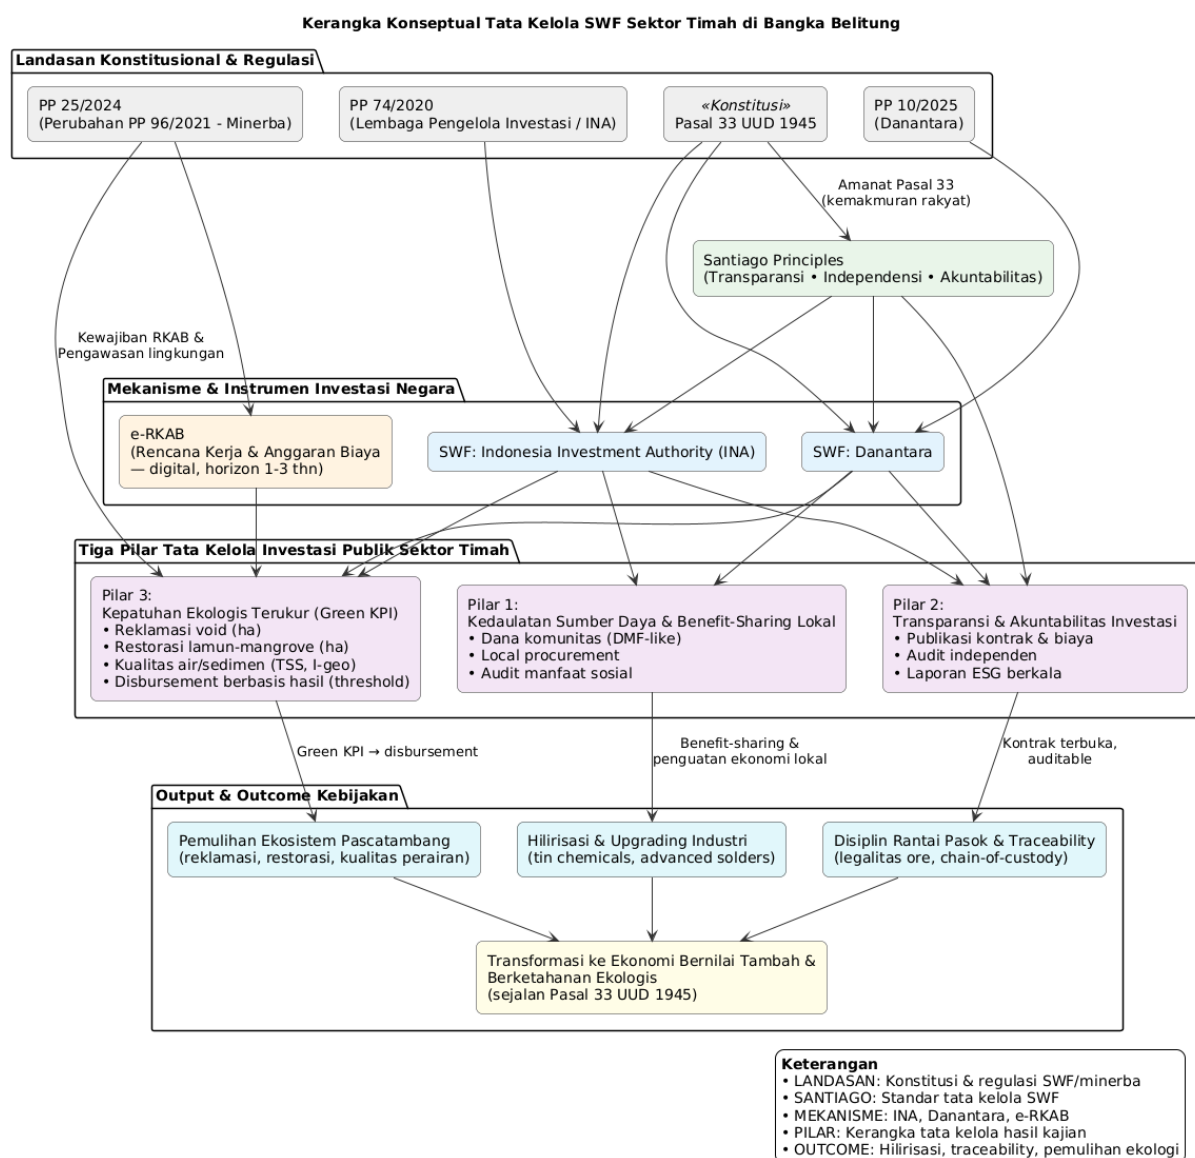 Kerangka Konseptual Tata Kelola SWF Sektor Timah di Bangka Belitung
Landasan Konstitusional & Regulasi
PP 25/2024
(Perubahan PP 96/2021 - Minerba)
PP 74/2020
(Lembaga Pengelola Investasi / INA)
«Konstitusi»
Pasal 33 UUD 1945
PP 10/2025
(Danantara)
Amanat Pasal 33
(kemakmuran rakyat)
Santiago Principles
(Transparansi • Independensi • Akuntabilitas)
Kewajiban RKAB &
Pengawasan lingkungan
Mekanisme & Instrumen Investasi Negara
e-RKAB
(Rencana Kerja & Anggaran Biaya
— digital, horizon 1-3 thn)
SWF: Indonesia Investment Authority (INA)
SWF: Danantara
Tiga Pilar Tata Kelola Investasi Publik Sektor Timah
Pilar 3:
Kepatuhan Ekologis Terukur (Green KPI)
• Reklamasi void (ha)
• Restorasi lamun-mangrove (ha)
• Kualitas air/sedimen (TSS, I-geo)
• Disbursement berbasis hasil (threshold)
Pilar 1:
Kedaulatan Sumber Daya & Benefit-Sharing Lokal
• Dana komunitas (DMF-like)
• Local procurement
• Audit manfaat sosial
Pilar 2:
Transparansi & Akuntabilitas Investasi
• Publikasi kontrak & biaya
• Audit independen
• Laporan ESG berkala
Green KPI → disbursement
Benefit-sharing &
penguatan ekonomi lokal
Kontrak terbuka,
auditable
Output & Outcome Kebijakan
Pemulihan Ekosistem Pascatambang
(reklamasi, restorasi, kualitas perairan)
Hilirisasi & Upgrading Industri
(tin chemicals, advanced solders)
Disiplin Rantai Pasok & Traceability
(legalitas ore, chain-of-custody)
Transformasi ke Ekonomi Bernilai Tambah &
Berketahanan Ekologis
(sejalan Pasal 33 UUD 1945)
Keterangan
• LANDASAN: Konstitusi & regulasi SWF/minerba
• SANTIAGO: Standar tata kelola SWF
• MEKANISME: INA, Danantara, e-RKAB
• PILAR: Kerangka tata kelola hasil kajian
• OUTCOME: Hilirisasi, traceability, pemulihan ekologi